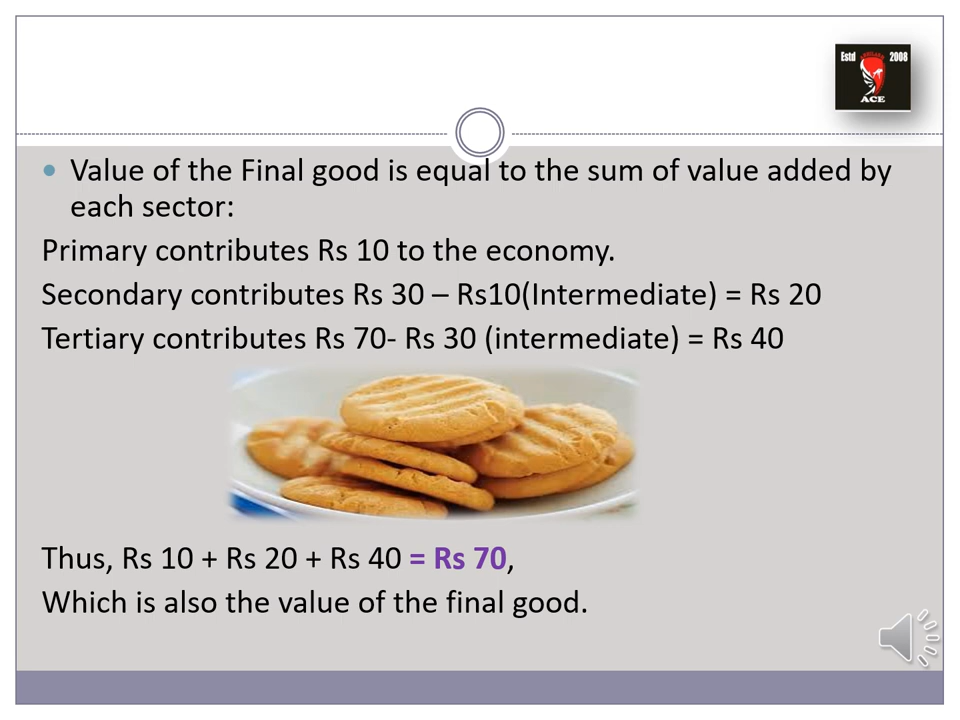 Estd 2008
ACE
• Value of the Final good is equal to the sum of value added by
each sector:
Primary contributes Rs 10 to the economy.
Secondary contributes Rs 30 – Rs10(Intermediate) = Rs 20
Tertiary contributes Rs 70- Rs 30 (intermediate) = Rs 40
Thus, Rs 10 + Rs 20 + Rs 40 = Rs 70,
Which is also the value of the final good.